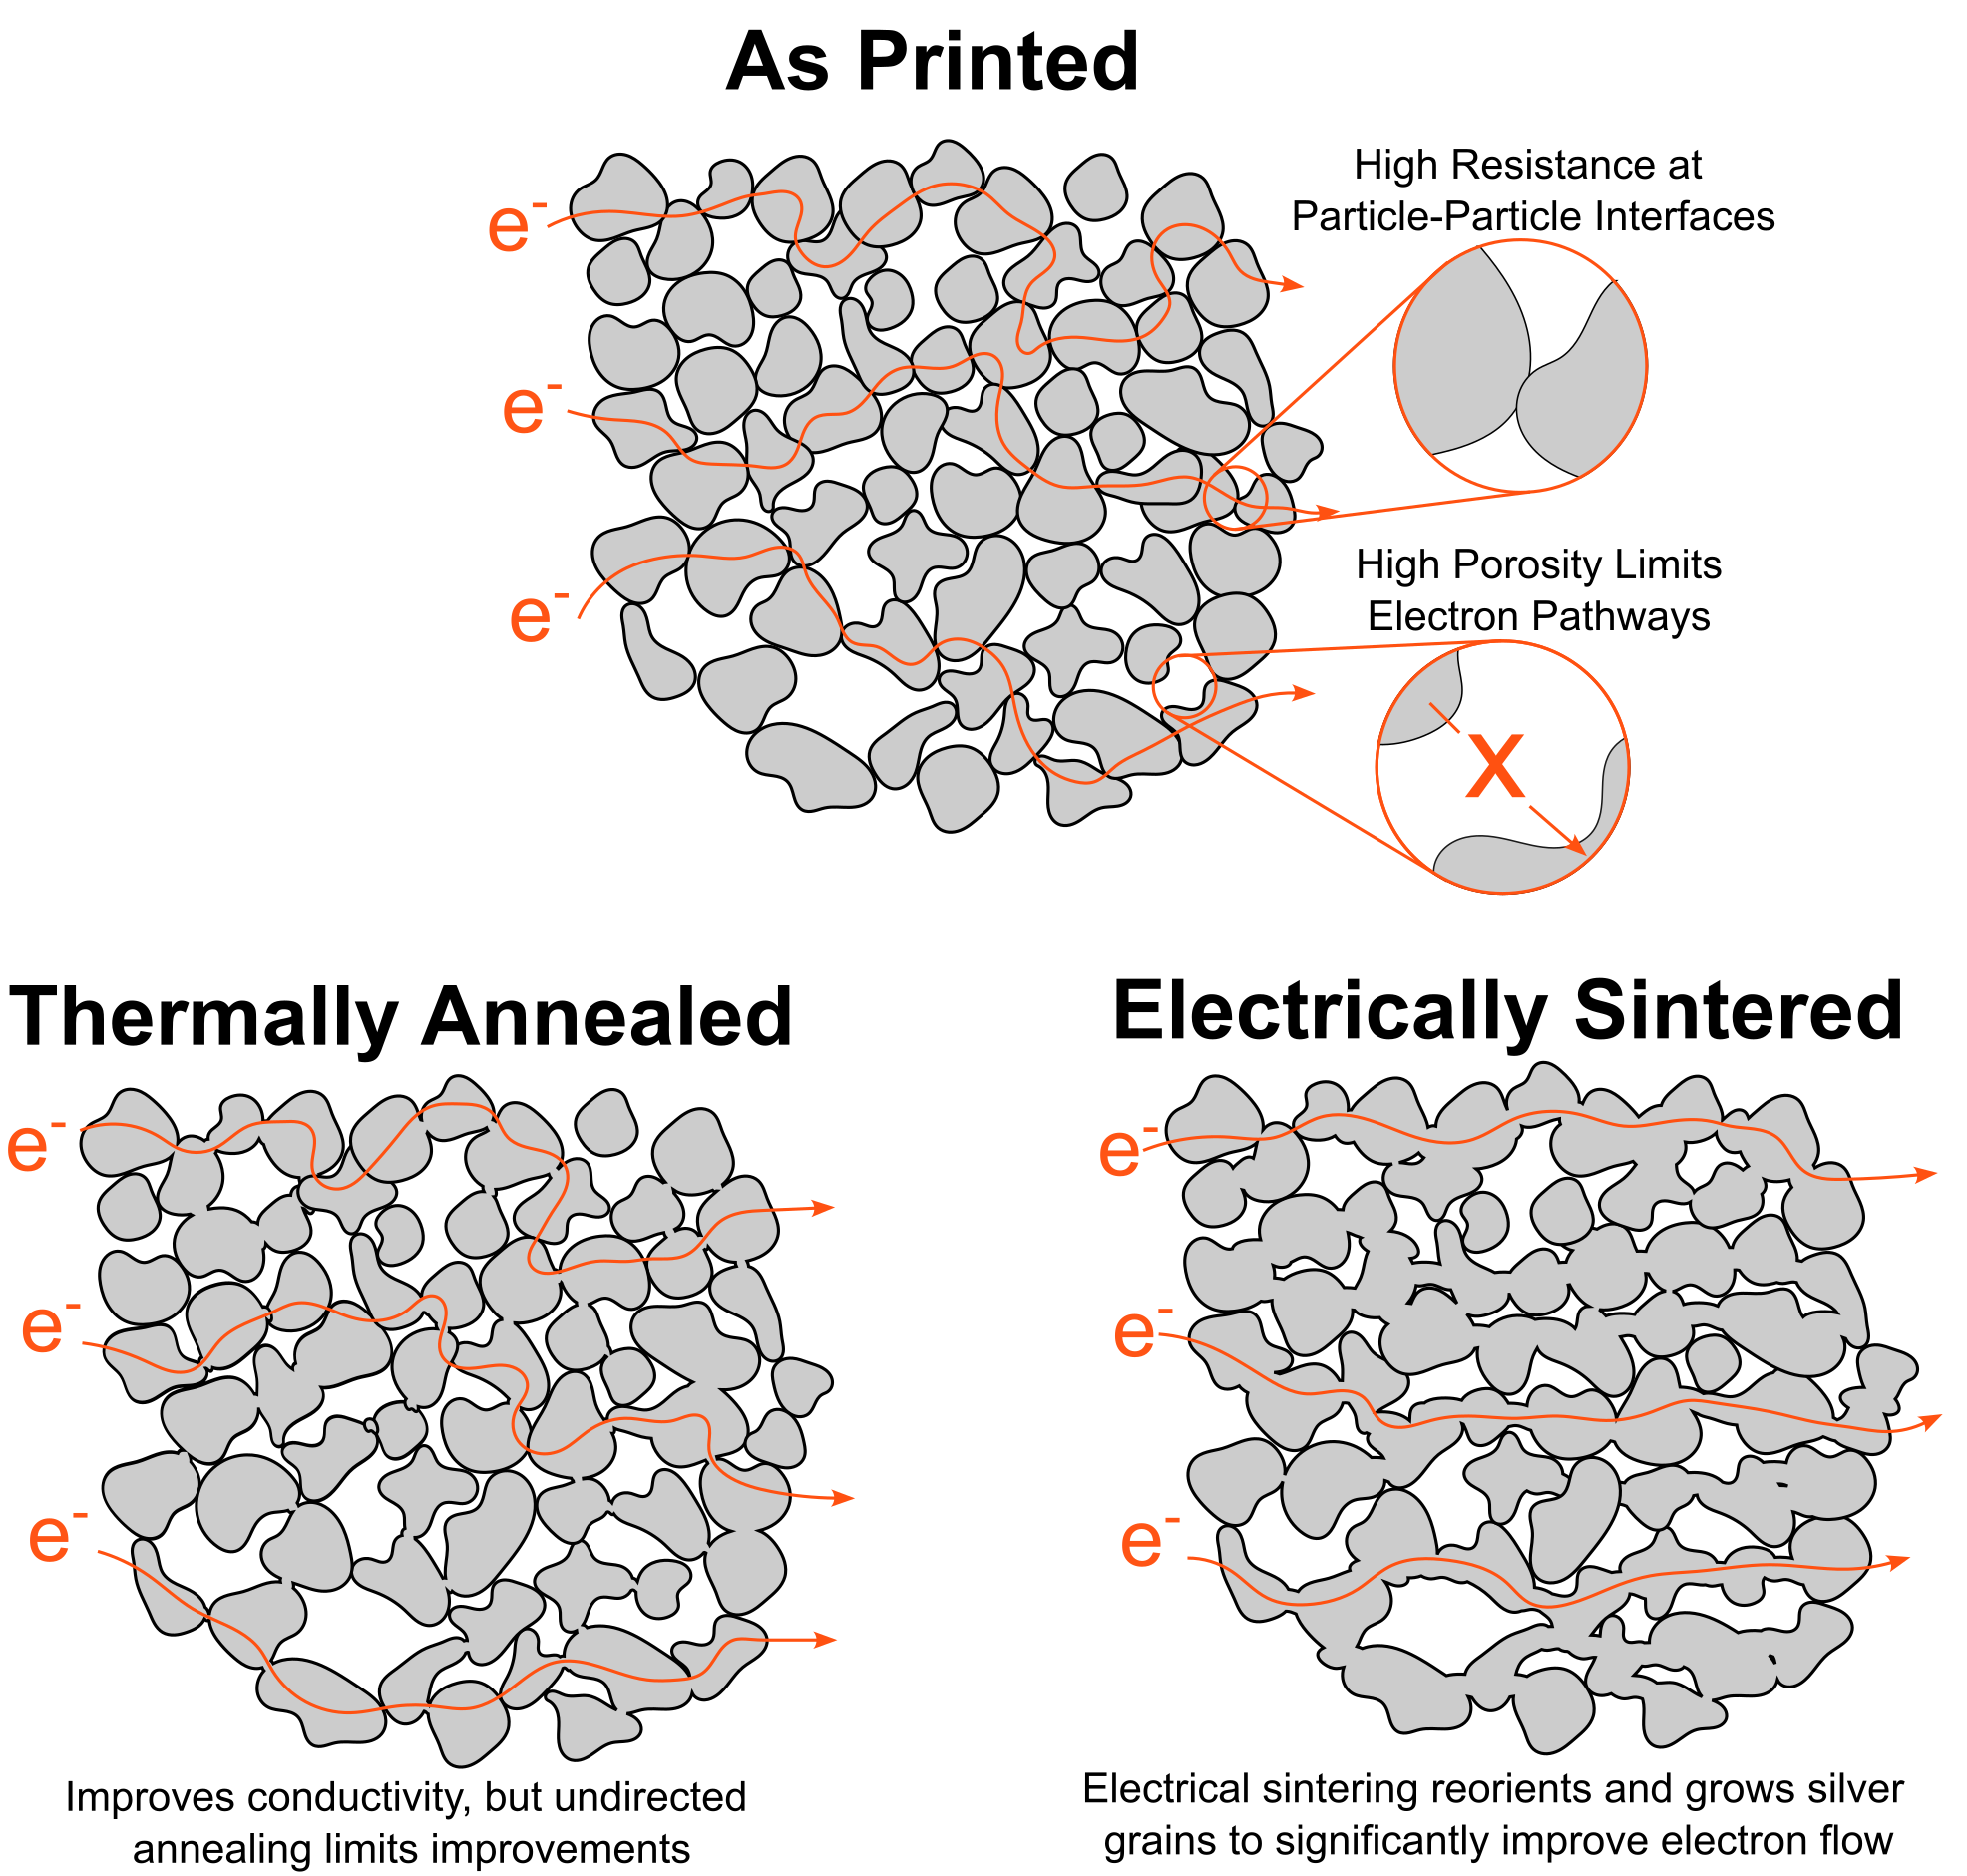 As Printed
High Resistance at
Particle-Particle Interfaces
e-
e-
High Porosity Limits
Electron Pathways
e-
X
Thermally Annealed
e-
e-
e-
Improves conductivity, but undirected
annealing limits improvements
Electrically Sintered
e-
e-
e-
Electrical sintering reorients and grows silver
grains to significantly improve electron flow